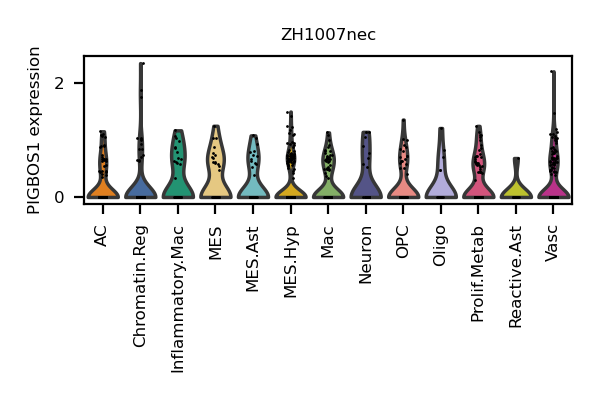 ZH1007nec
PIGBOS1 expression
2
0
AC
Chromatin.Reg
Inflammatory.Mac
MES
MES.Ast
MES.Hyp
Mac
Neuron
OPC
Oligo
Prolif.Metab
Reactive.Ast
Vasc